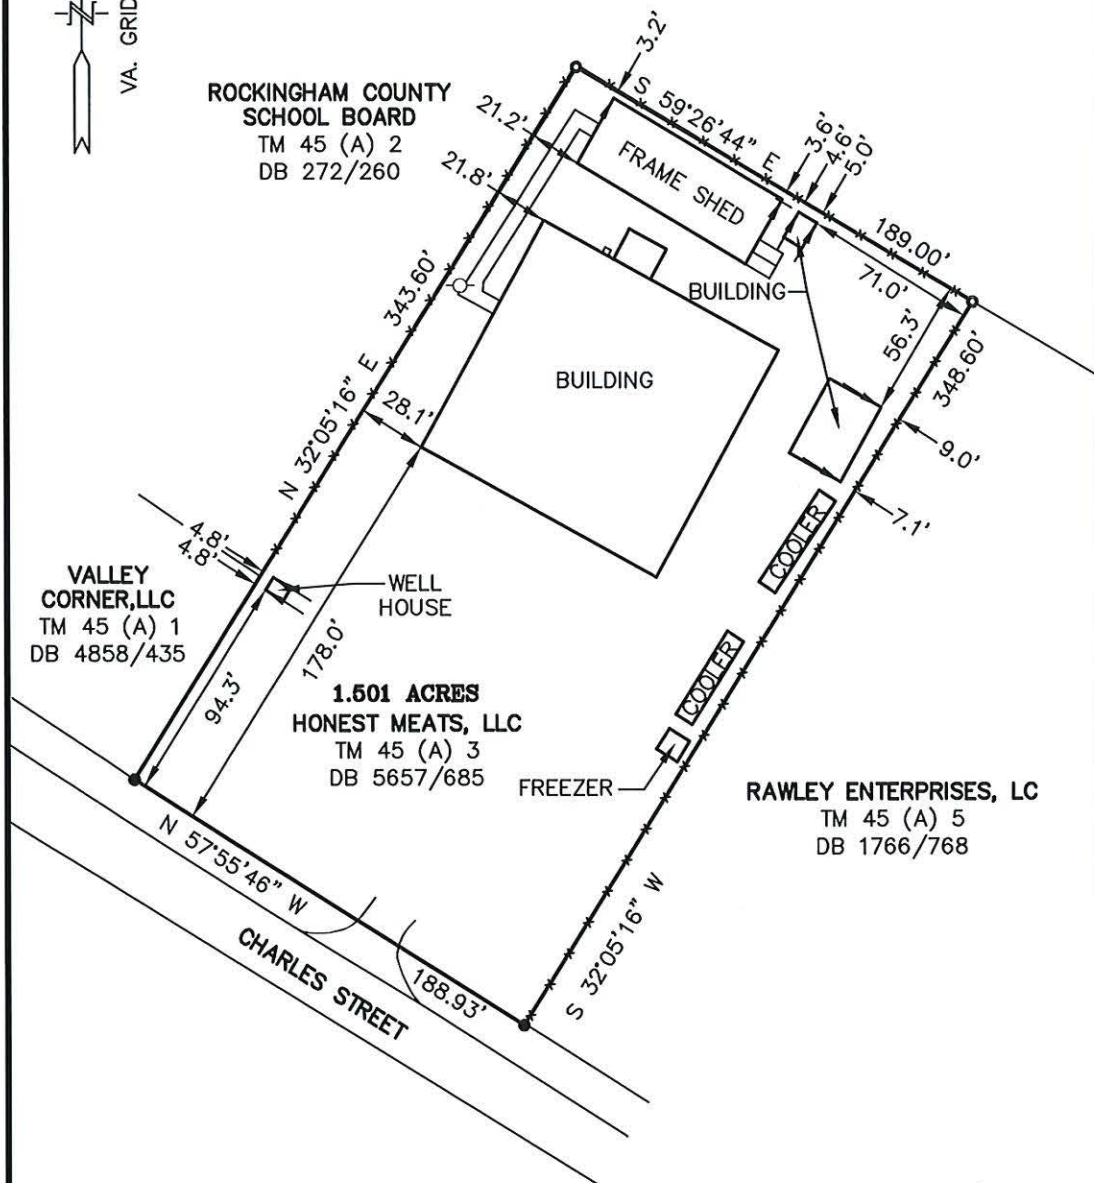 VA. GRID
ROCKINGHAM COUNTY
SCHOOL BOARD
TM 45 (A) 2
DB 272/260
3.2'
S 59°26'44" E
3.6'
4.6'
5.0'
189.00'
21.2'
21.8'
FRAME SHED
71.0'
BUILDING
56.3'
348.60'
343.60'
BUILDING
28.1'
N 32°05'16" E
9.0'
7.1'
COOLER
4.8'
4.8'
VALLEY
CORNER,LLC
TM 45 (A) 1
DB 4858/435
WELL
HOUSE
178.0'
94.3'
COOLER
1.501 ACRES
HONEST MEATS, LLC
TM 45 (A) 3
DB 5657/685
FREEZER
RAWLEY ENTERPRISES, LC
TM 45 (A) 5
DB 1766/768
N 57°55'46" W
S 32°05'16" W
188.93'
CHARLES STREET